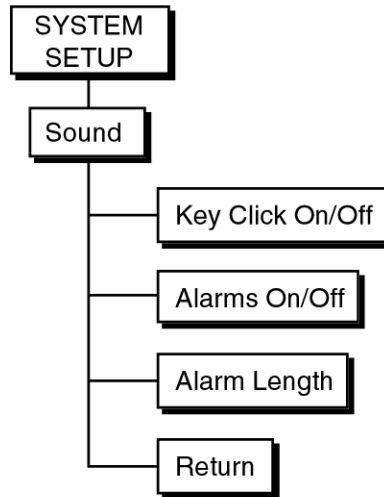 SYSTEM
SETUP
Sound
Key Click On/Off
Alarms On/Off
Alarm Length
Return